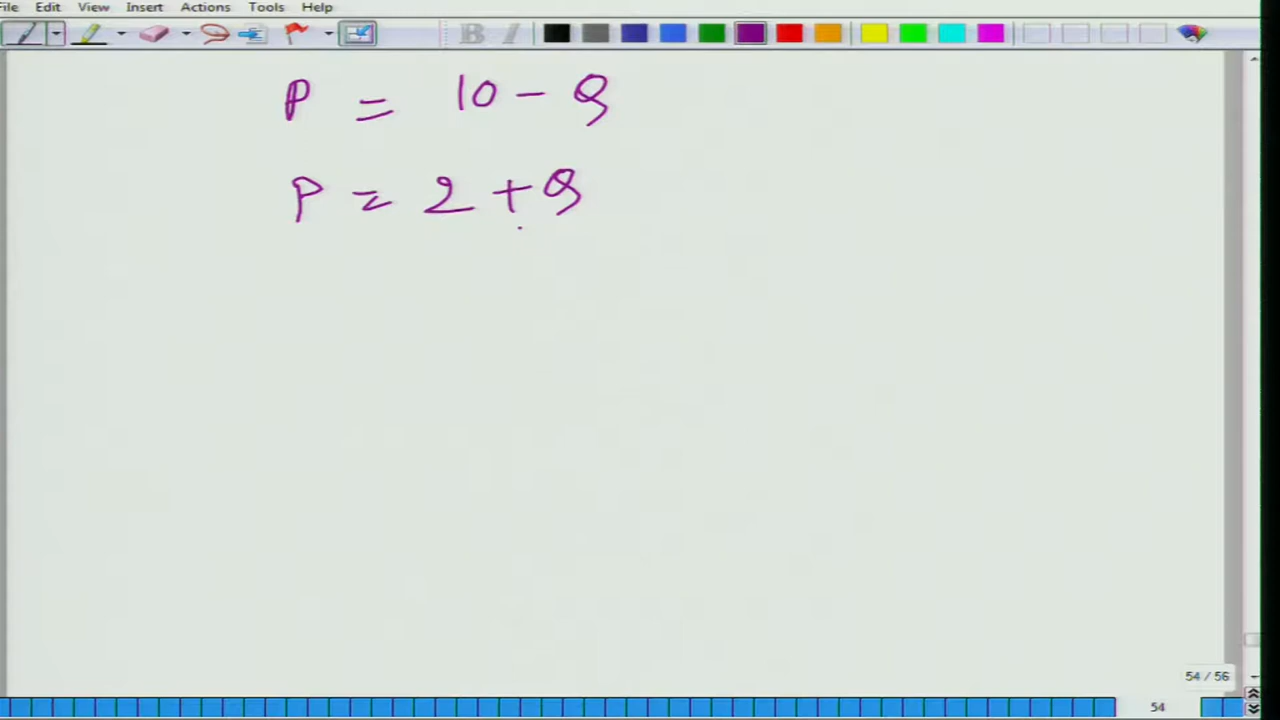 File Edit View Insert Actions Tools Help
B I
P = 10 - Q
P = 2 + Q
54 / 56
54